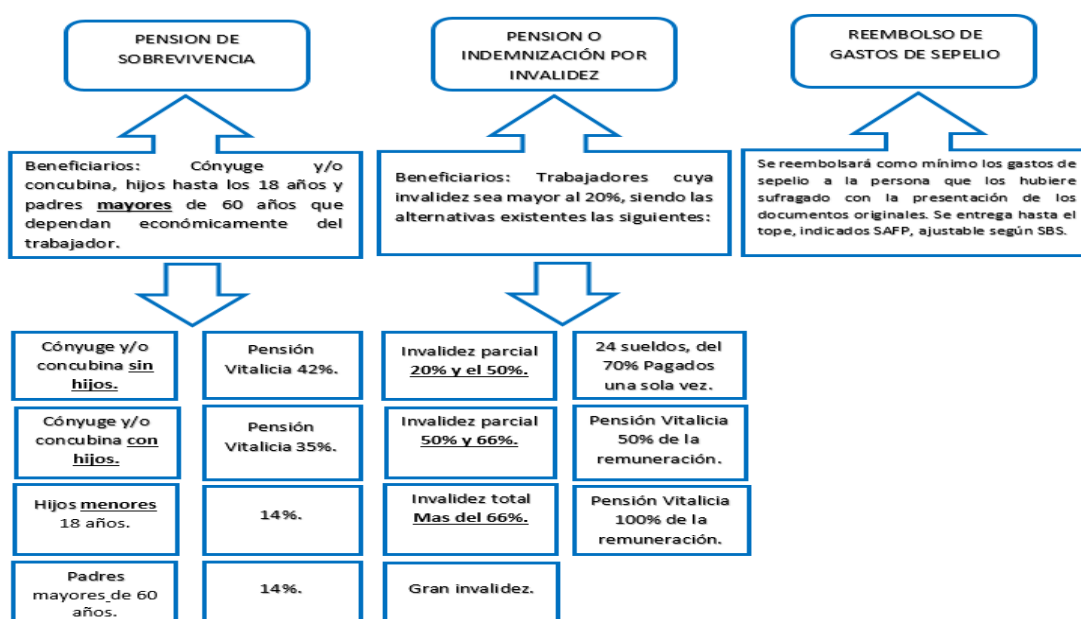 PENSION DE
SOBREVIVENCIA
PENSION O
INDEMNIZACIÓN POR
INVALIDEZ
REEMBOLSO DE
GASTOS DE SEPELIO
Beneficiarios: Cónyuge y/o
concubina, hijos hasta los 18 años y
padres mayores de 60 años que
dependan económicamente del
trabajador.
Beneficiarios: Trabajadores cuya
invalidez sea mayor al 20%, siendo las
alternativas existentes las siguientes:
Se reembolsará como mínimo los gastos de
sepelio a la persona que los hubiere
sufragado con la presentación de los
documentos originales. Se entrega hasta el
tope, indicados SAFP, ajustable según SBS.
Cónyuge y/o
concubina sin
hijos.
Pensión
Vitalicia 42%.
Invalidez parcial
20% y el 50%.
24 sueldos, del
70% Pagados
una sola vez.
Cónyuge y/o
concubina con
hijos.
Pensión
Vitalicia 35%.
Invalidez parcial
50% y 66%.
Pensión Vitalicia
50% de la
remuneración.
Hijos menores
18 años.
14%.
Invalidez total
Mas del 66%.
Pensión Vitalicia
100% de la
remuneración.
Padres
mayores de 60
años.
14%.
Gran invalidez.